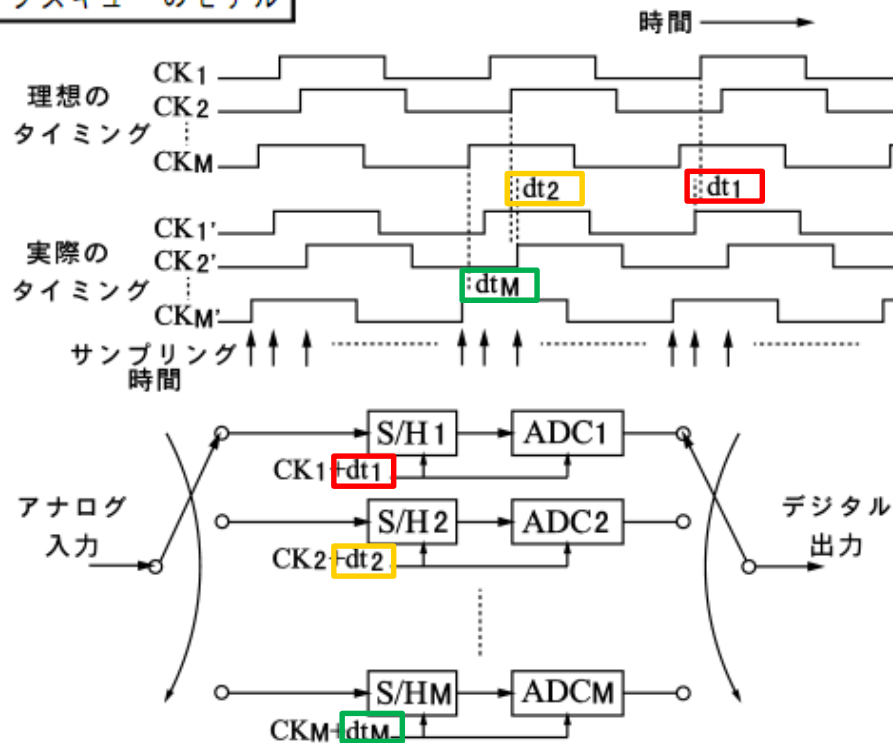 時間
CK1
理想の
CK2
タイミング
CKM
dt2
dt1
CK1'
実際の
CK2'
タイミング
dtM
CKM'
サンプリング
時間
S/H1
ADC1
CK1+dt1
アナログ
入力
S/H2
ADC2
デジタル
出力
CK2+dt2
S/HM
ADCM
CKM+dtM